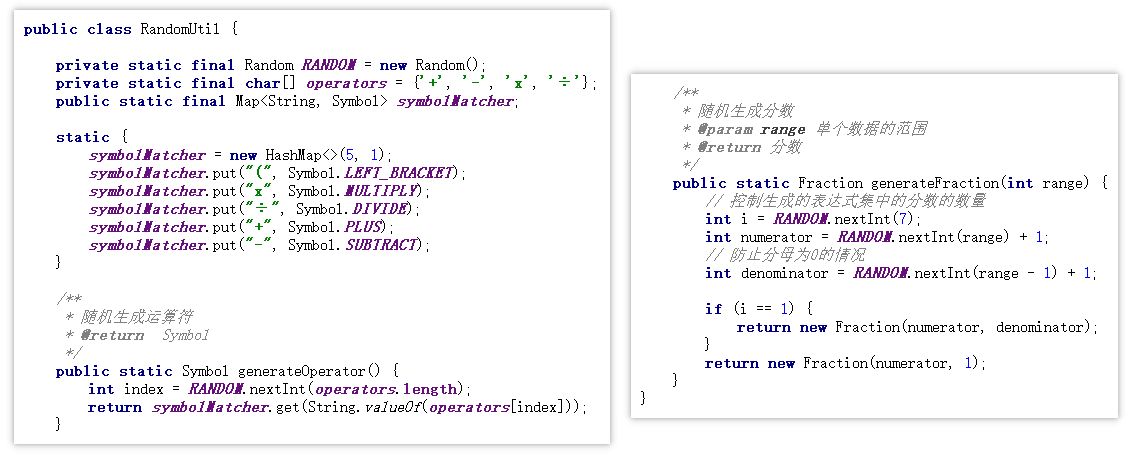 public class RandomUtil {
private static final Random RANDOM = new Random();
private static final char[] operators = {'+', '-', 'x', '÷'};
public static final Map<String, Symbol> symbolMatcher;
static {
symbolMatcher = new HashMap<>(5, 1);
symbolMatcher.put("(", Symbol.LEFT_BRACKET);
symbolMatcher.put("x", Symbol.MULTIPLY);
symbolMatcher.put("÷", Symbol.DIVIDE);
symbolMatcher.put("+", Symbol.PLUS);
symbolMatcher.put("-", Symbol.SUBTRACT);
}
/**
* 随机生成运算符
* @return Symbol
*/
public static Symbol generateOperator() {
int index = RANDOM.nextInt(operators.length);
return symbolMatcher.get(String.valueOf(operators[index]));
}
/**
* 随机生成分数
* @param range 单个数据的范围
* @return 分数
*/
public static Fraction generateFraction(int range) {
// 控制生成的表达式集中的分数的数量
int i = RANDOM.nextInt(7);
int numerator = RANDOM.nextInt(range) + 1;
// 防止分母为0的情况
int denominator = RANDOM.nextInt(range - 1) + 1;
if (i == 1) {
return new Fraction(numerator, denominator);
}
return new Fraction(numerator, 1);
}
}